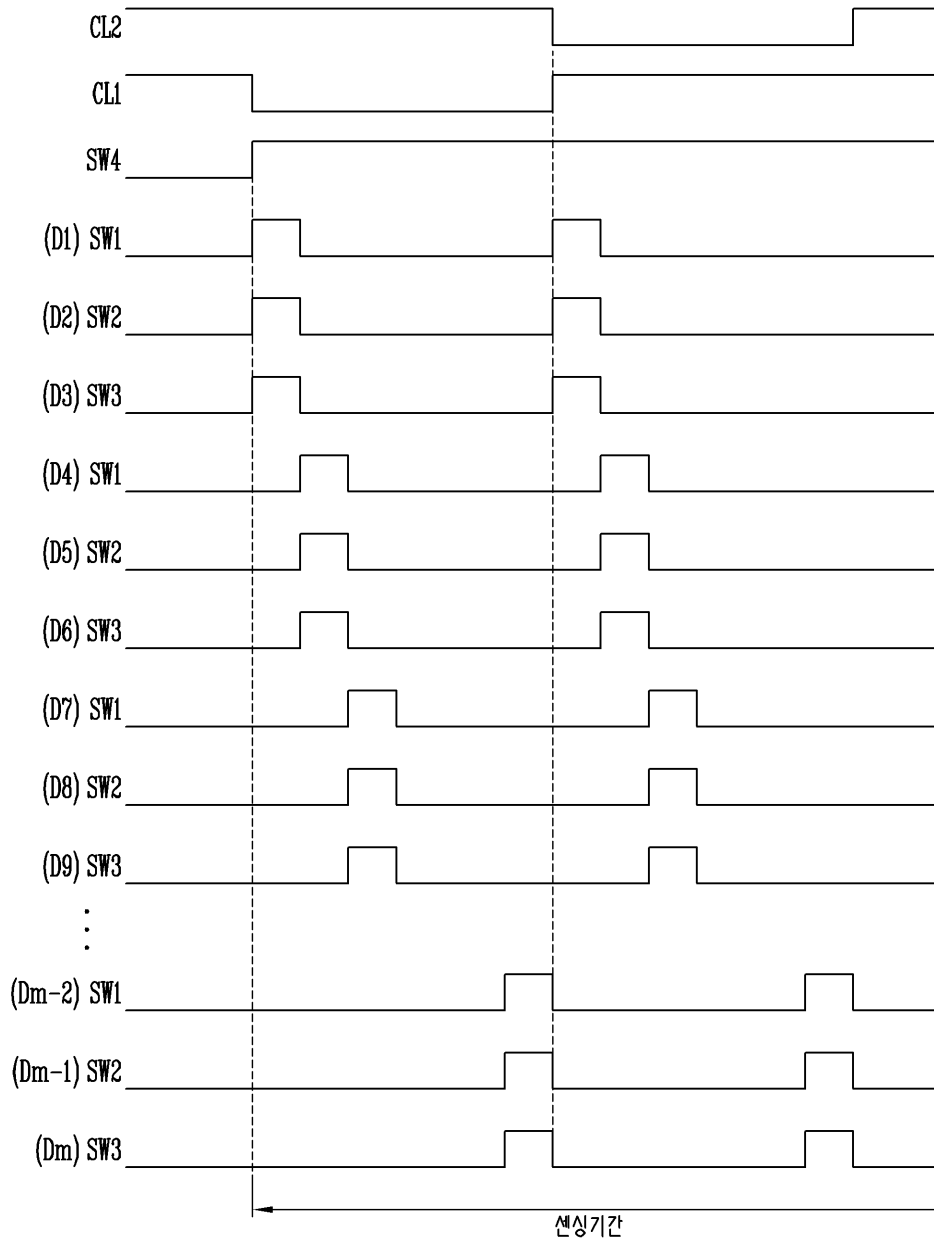 CL2
CL1
SW4
(D1) SW1
(D2) SW2
(D3) SW3
(D4) SW1
(D5) SW2
(D6) SW3
(D7) SW1
(D8) SW2
(D9) SW3
(Dm-2) SW1
(Dm-1) SW2
(Dm) SW3
센싱기간